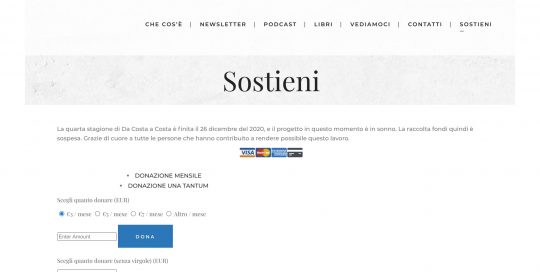 CHE COS'È | NEWSLETTER | PODCAST | LIBRI | VEDIAMOCI | CONTATTI | SOSTIENI
Sostieni
La quarta stagione di Da Costa a Costa è finita il 26 dicembre del 2020, e il progetto in questo momento è in sonno. La raccolta fondi quindi è
sospesa. Grazie di cuore a tutte le persone che hanno contribuito a rendere possibile questo lavoro.
VISA
• DONAZIONE MENSILE
• DONAZIONE UNA TANTUM
Scegli quanto donare (EUR)
€3 / mese €5 / mese €7 / mese Altro / mese
Enter Amount DONA
Scegli quanto donare (senza virgole) (EUR)